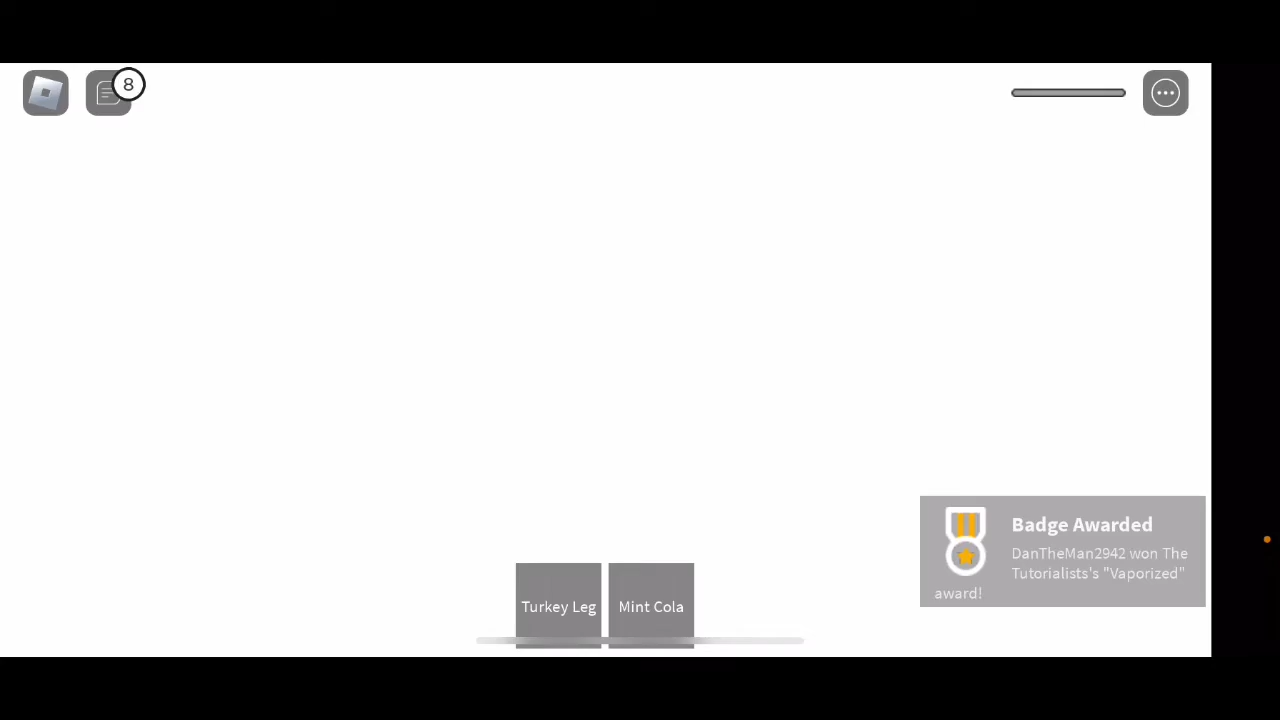 8
Badge Awarded
DanTheMan2942 won The
Tutorialists's "Vaporized"
award!
Turkey Leg
Mint Cola